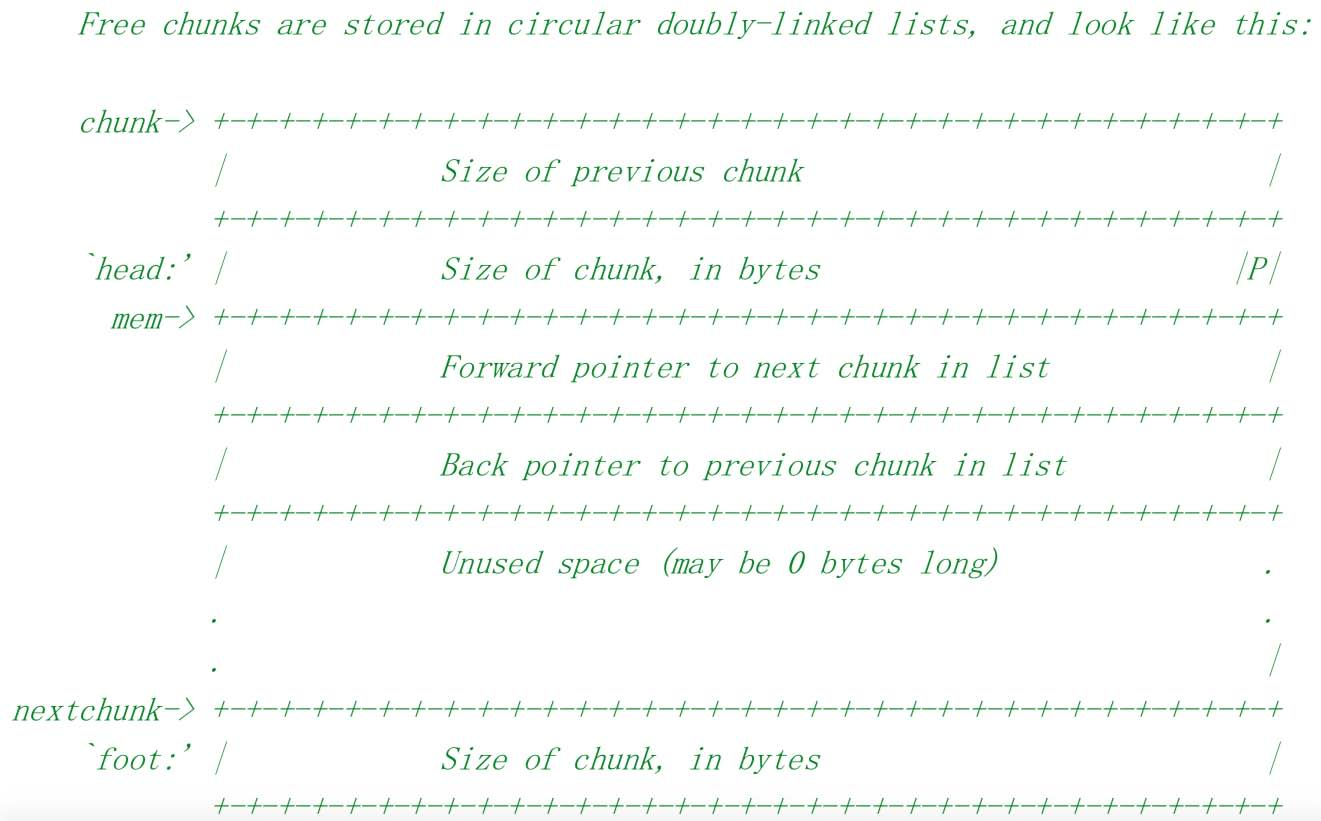 Free chunks are stored in circular doubly-linked lists, and look like this:
chunk-> +-+-+-+-+-+-+-+-+-+-+-+-+-+-+-+-+-+-+-+-+-+-+-+-+-+-+-+-+-+-+-+-+
| Size of previous chunk |
+-+-+-+-+-+-+-+-+-+-+-+-+-+-+-+-+-+-+-+-+-+-+-+-+-+-+-+-+-+-+-+-+
`head:' | Size of chunk, in bytes |P|
mem-> +-+-+-+-+-+-+-+-+-+-+-+-+-+-+-+-+-+-+-+-+-+-+-+-+-+-+-+-+-+-+-+-+
| Forward pointer to next chunk in list |
+-+-+-+-+-+-+-+-+-+-+-+-+-+-+-+-+-+-+-+-+-+-+-+-+-+-+-+-+-+-+-+-+
| Back pointer to previous chunk in list |
+-+-+-+-+-+-+-+-+-+-+-+-+-+-+-+-+-+-+-+-+-+-+-+-+-+-+-+-+-+-+-+-+
| Unused space (may be 0 bytes long) .
. .
. |
nextchunk-> +-+-+-+-+-+-+-+-+-+-+-+-+-+-+-+-+-+-+-+-+-+-+-+-+-+-+-+-+-+-+-+-+
`foot:' | Size of chunk, in bytes |
+-+-+-+-+-+-+-+-+-+-+-+-+-+-+-+-+-+-+-+-+-+-+-+-+-+-+-+-+-+-+-+-+